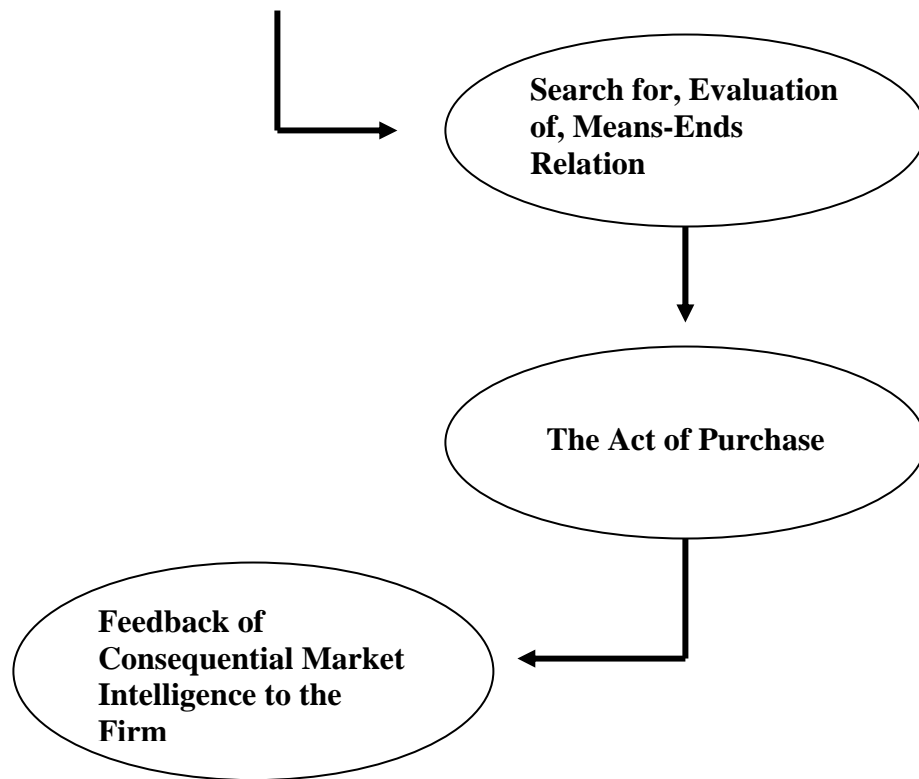 Search for, Evaluation
of, Means-Ends
Relation
The Act of Purchase
Feedback of
Consequential Market
Intelligence to the
Firm